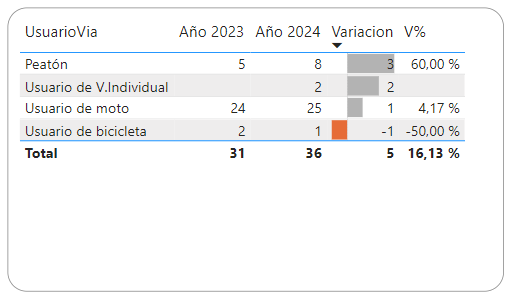 UsuarioVia Año 2023 Año 2024 Variacion V%
Peatón 5 8 3 60,00 %
Usuario de V.Individual 2 2
Usuario de moto 24 25 1 4,17 %
Usuario de bicicleta 2 1 -1 -50,00 %
Total 31 36 5 16,13 %